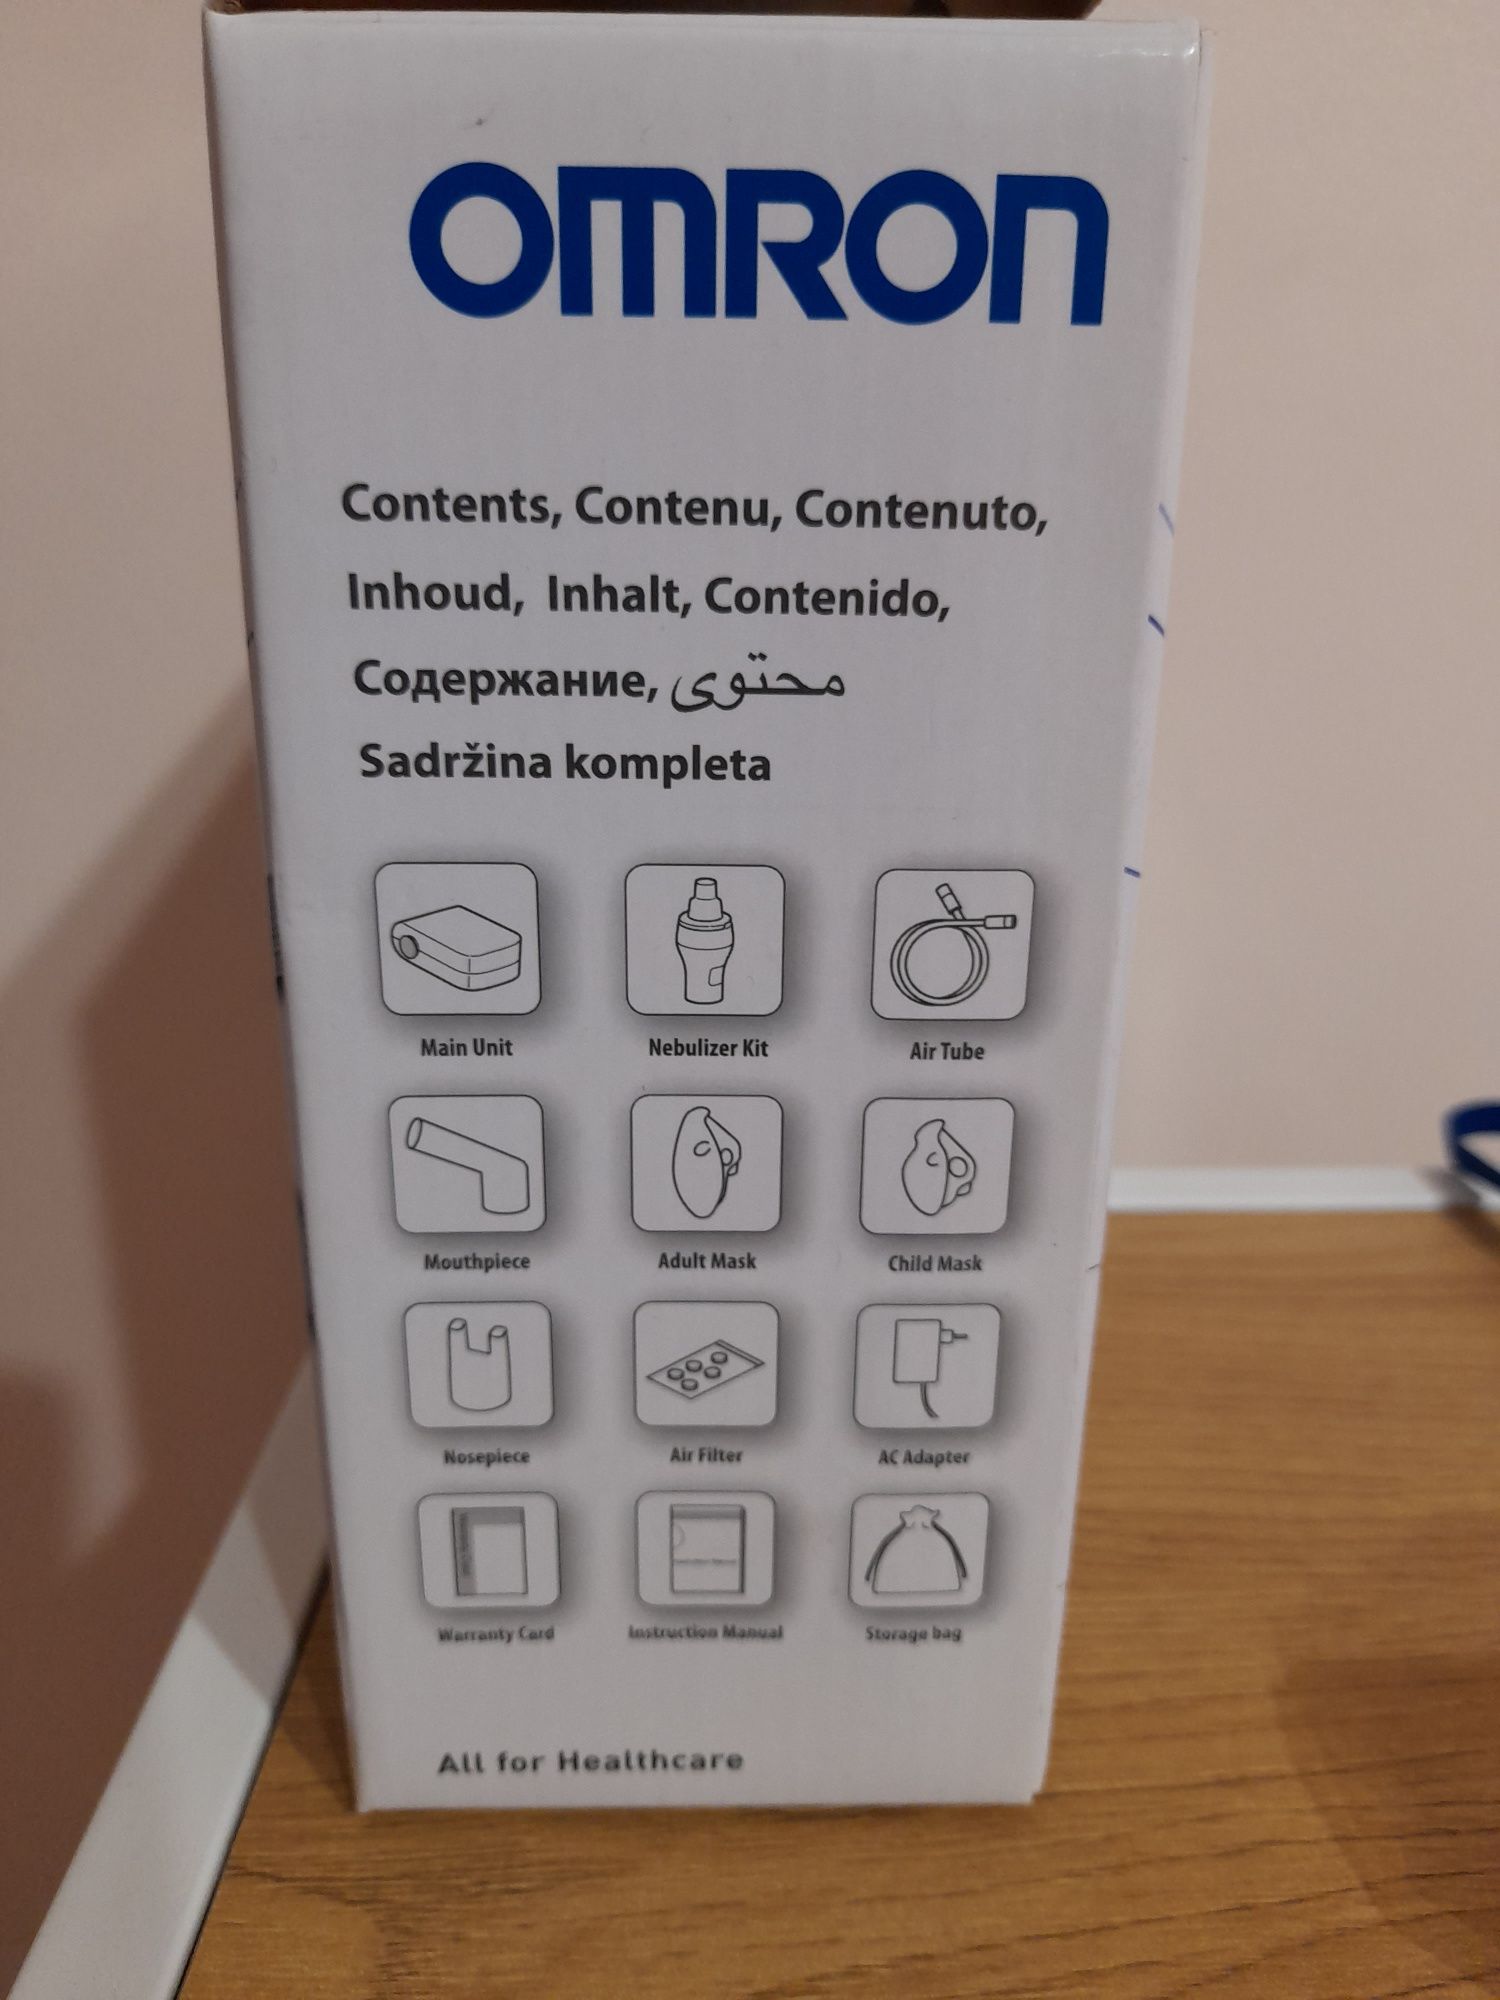 OMRON
Contents, Contenu, Contenuto,
Inhoud, Inhalt, Contenido,
Содержание, محتوى
Sadržina kompleta
Main Unit
Nebulizer Kit
Air Tube
Mouthpiece
Adult Mask
Child Mask
Nosepiece
Air Filter
AC Adapter
Warranty Card
Instruction Manual
Storage bag
All for Healthcare